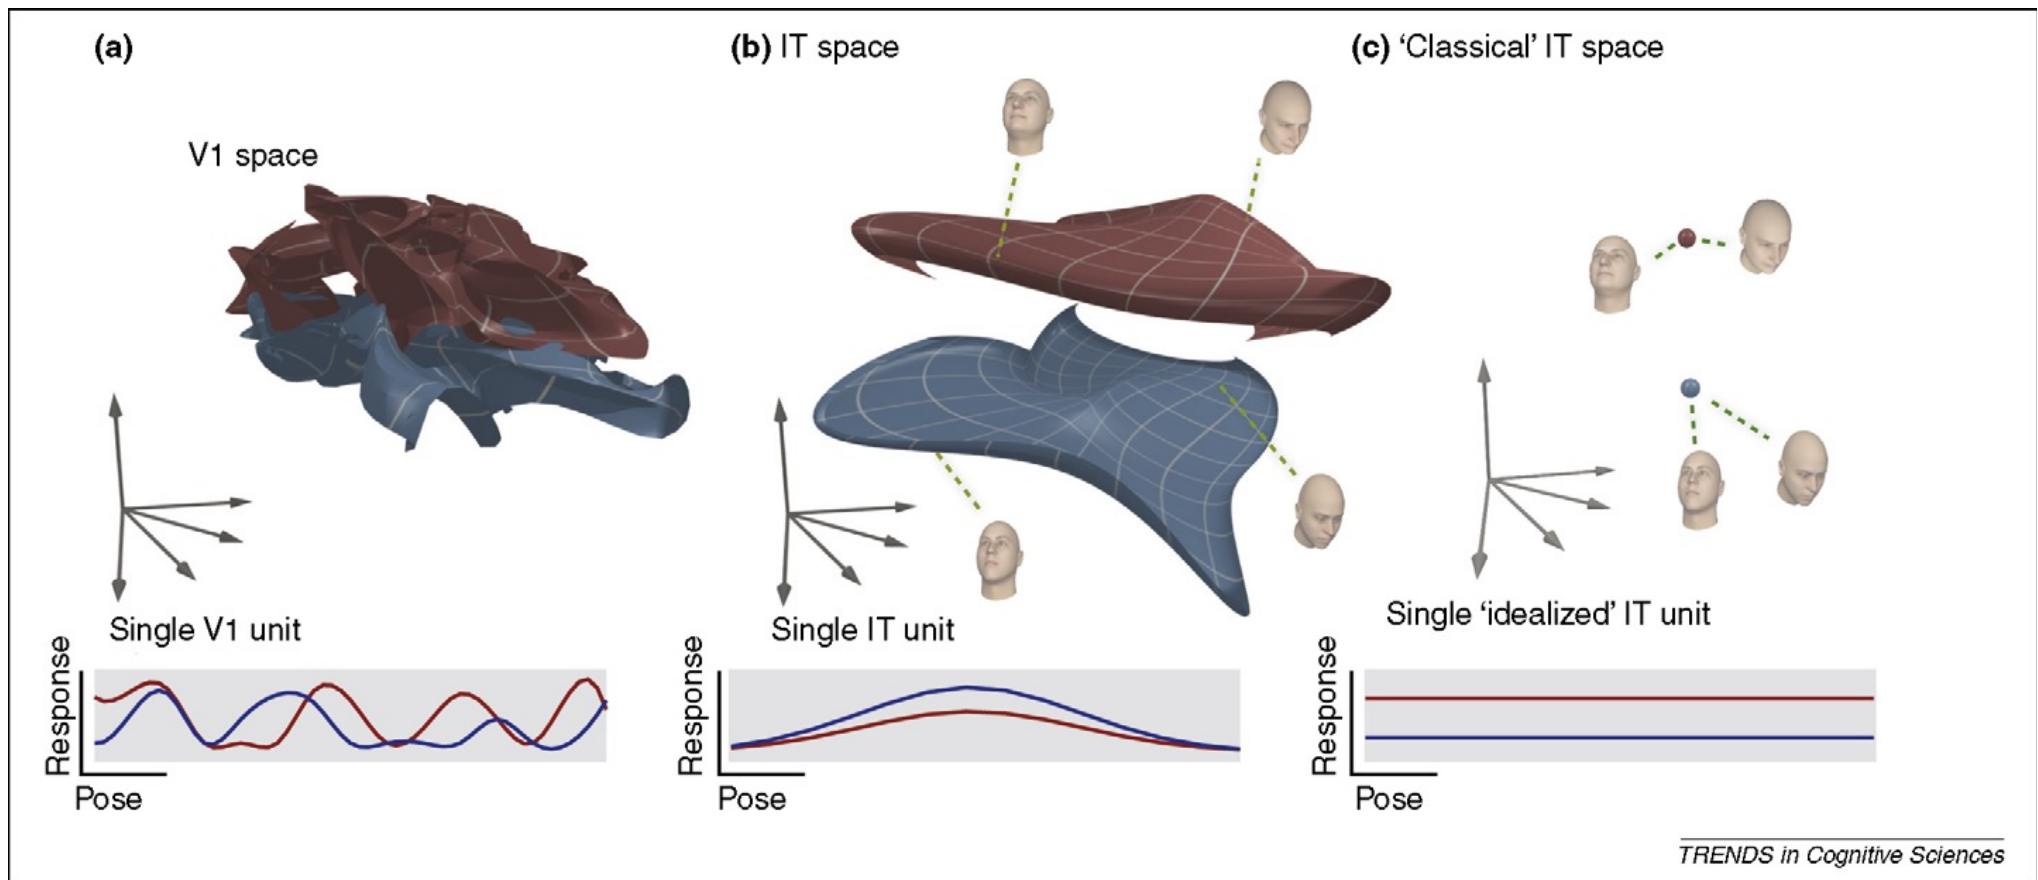 (a)
V1 space
Single V1 unit
Response
Pose
(b) IT space
Single IT unit
Response
Pose
(c) ‘Classical’ IT space
Single ‘idealized’ IT unit
Response
Pose
TRENDS in Cognitive Sciences